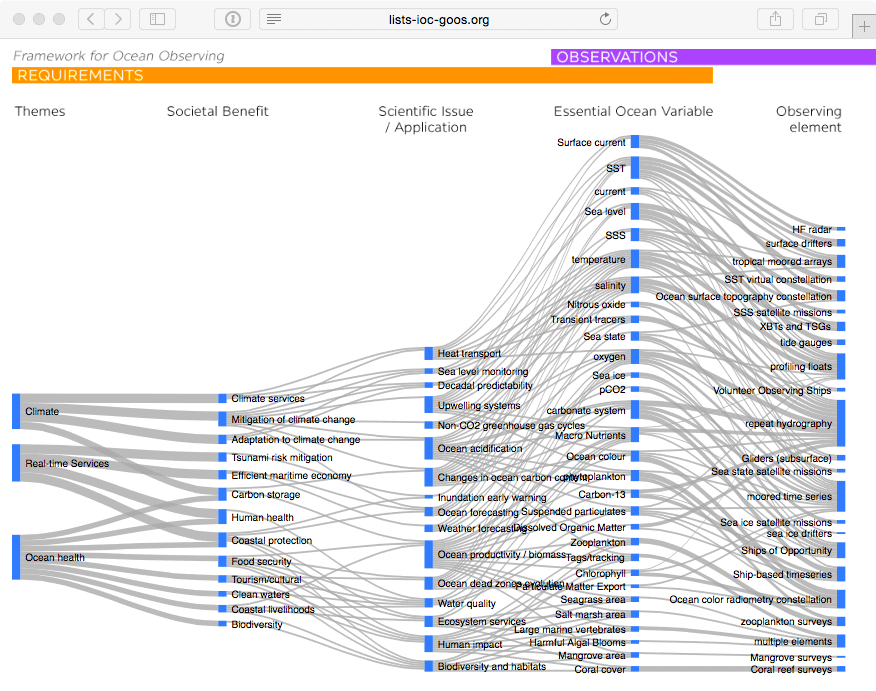 lists-ioc-goos.org
Framework for Ocean Observing
OBSERVATIONS
REQUIREMENTS
Themes
Societal Benefit
Scientific Issue
/ Application
Essential Ocean Variable
Observing
element
Climate
Real-time Services
Ocean health
Climate services
Mitigation of climate change
Adaptation to climate change
Tsunami risk mitigation
Efficient maritime economy
Carbon storage
Human health
Coastal protection
Food security
Tourism/cultural
Clean waters
Coastal livelihoods
Biodiversity
Heat transport
Sea level monitoring
Decadal predictability
Upwelling systems
Non-CO2 greenhouse gas cycles
Ocean acidification
Changes in ocean carbon content
Inundation early warning
Ocean forecasting
Weather forecasting
Ocean productivity / biomass
Ocean dead zones evolution
Water quality
Ecosystem services
Human impact
Biodiversity and habitats
Surface current
SST
current
Sea level
SSS
temperature
salinity
Nitrous oxide
Transient tracers
Sea state
oxygen
Sea ice
pCO2
carbonate system
Macro Nutrients
Ocean colour
phytoplankton
Carbon-13
Suspended particulates
Dissolved Organic Matter
Zooplankton
Tags/tracking
Chlorophyll
Particulate Matter Export
Seagrass area
Salt marsh area
Large marine vertebrates
Harmful Algal Blooms
Mangrove area
Coral cover
HF radar
surface drifters
tropical moored arrays
SST virtual constellation
Ocean surface topography constellation
SSS satellite missions
XBTs and TSGs
tide gauges
profiling floats
Volunteer Observing Ships
repeat hydrography
Gliders (subsurface)
Sea state satellite missions
moored time series
Sea ice satellite missions
sea ice drifters
Ships of Opportunity
Ship-based timeseries
Ocean color radiometry constellation
zooplankton surveys
multiple elements
Mangrove surveys
Coral reef surveys